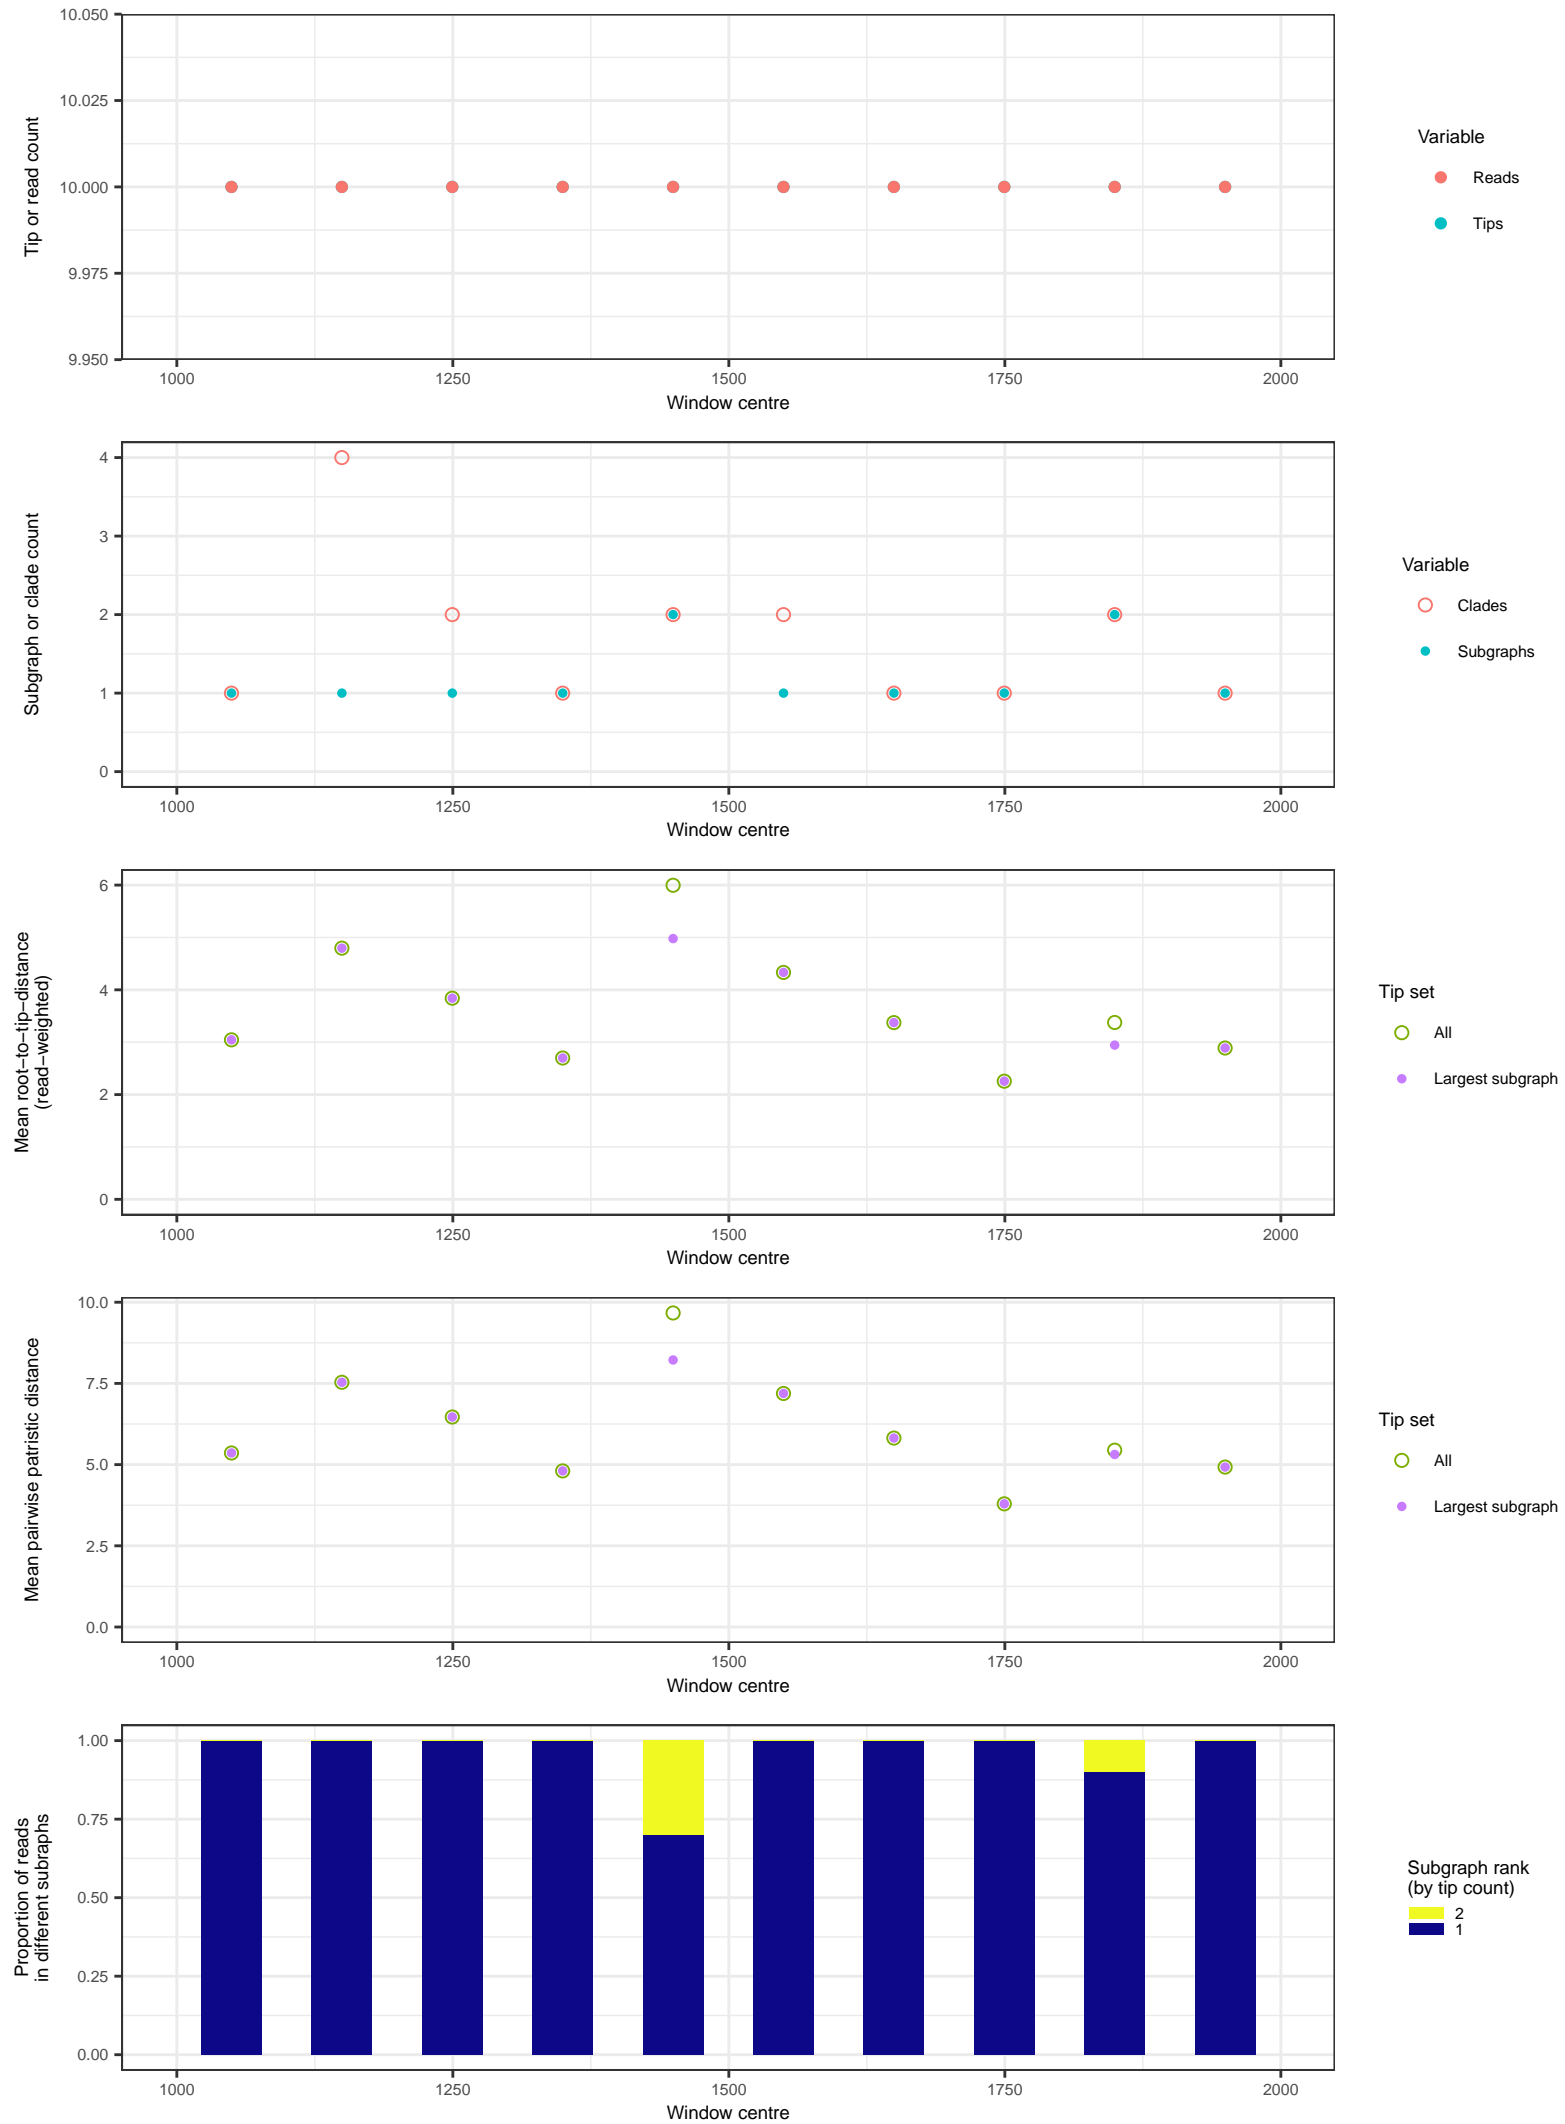 10.050
10.025
10.000
9.975
9.950
Tip or read count
1000 1250 1500 1750 2000
Window centre
Variable
Reads
Tips
4
3
2
1
0
Subgraph or clade count
1000 1250 1500 1750 2000
Window centre
Variable
Clades
Subgraphs
6
4
2
0
Mean root−to−tip−distance
(read−weighted)
1000 1250 1500 1750 2000
Window centre
Tip set
All
Largest subgraph
10.0
7.5
5.0
2.5
0.0
Mean pairwise patristic distance
1000 1250 1500 1750 2000
Window centre
Tip set
All
Largest subgraph
1.00
0.75
0.50
0.25
0.00
Proportion of reads
in different subraphs
1000 1250 1500 1750 2000
Window centre
Subgraph rank
(by tip count)
2
1